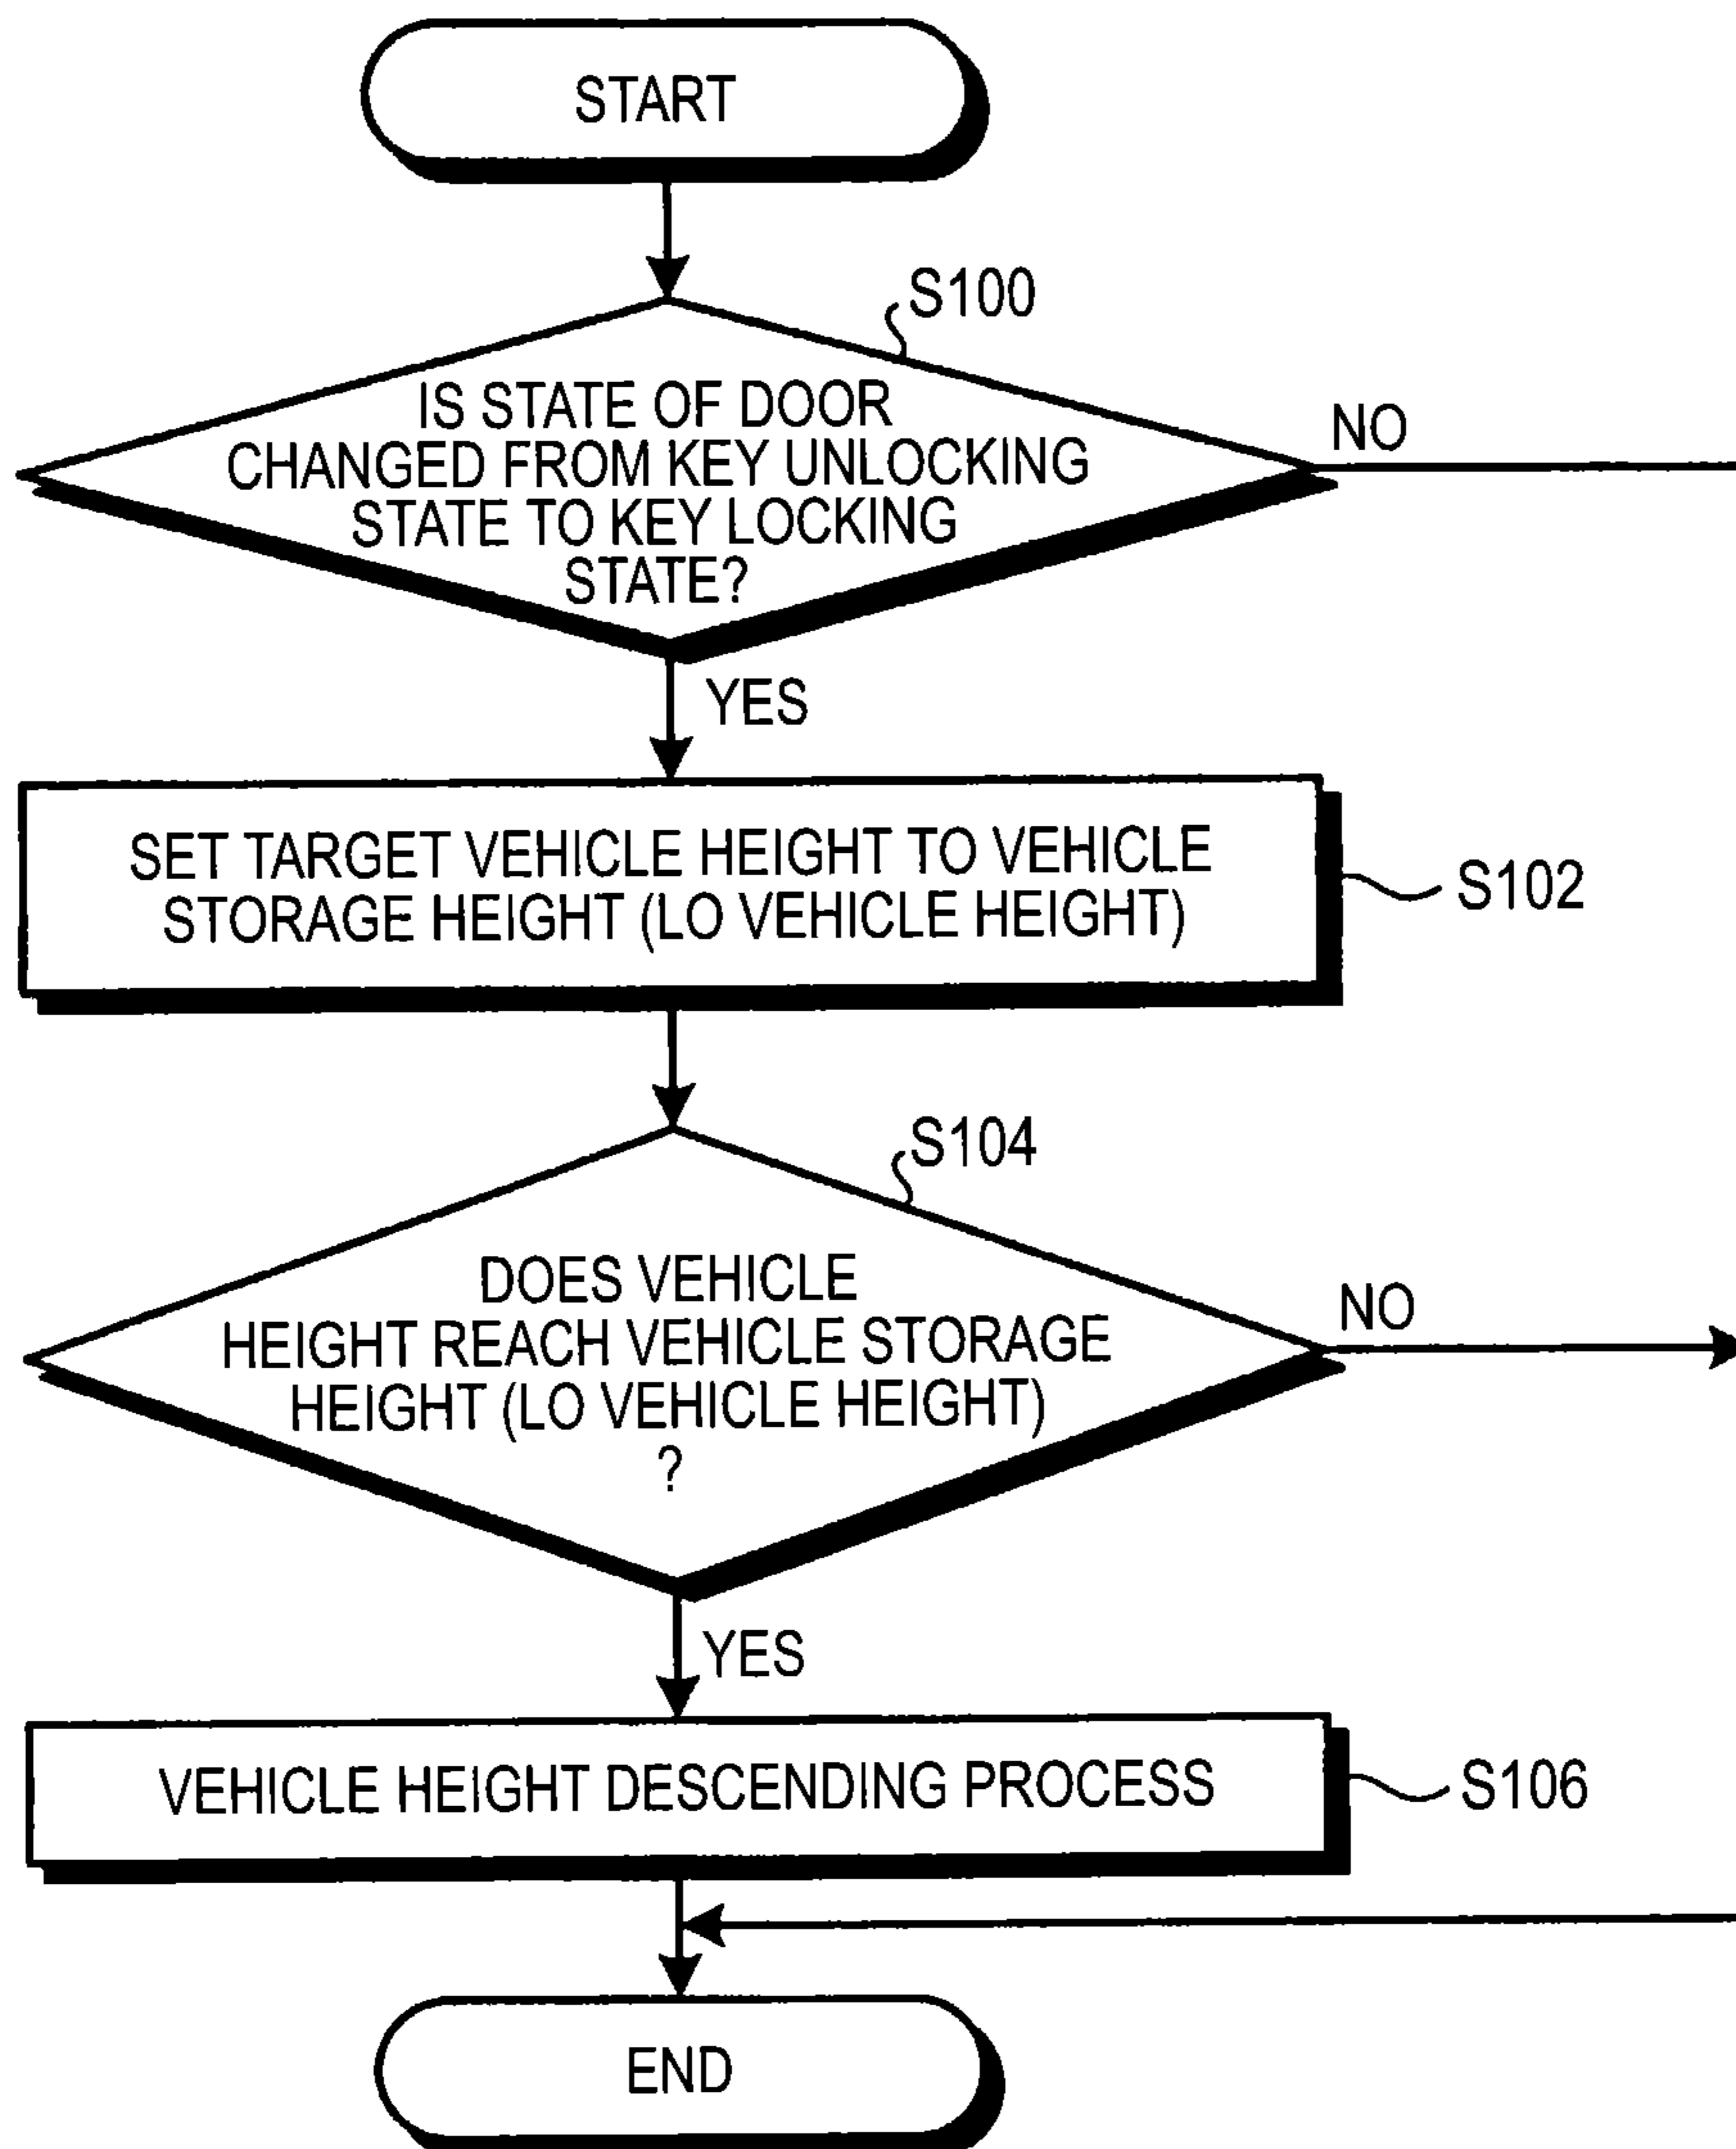 START
S100
IS STATE OF DOOR
CHANGED FROM KEY UNLOCKING
STATE TO KEY LOCKING
STATE?
NO
YES
SET TARGET VEHICLE HEIGHT TO VEHICLE
STORAGE HEIGHT (LO VEHICLE HEIGHT)
S102
S104
DOES VEHICLE
HEIGHT REACH VEHICLE STORAGE
HEIGHT (LO VEHICLE HEIGHT)
?
NO
YES
VEHICLE HEIGHT DESCENDING PROCESS
S106
END